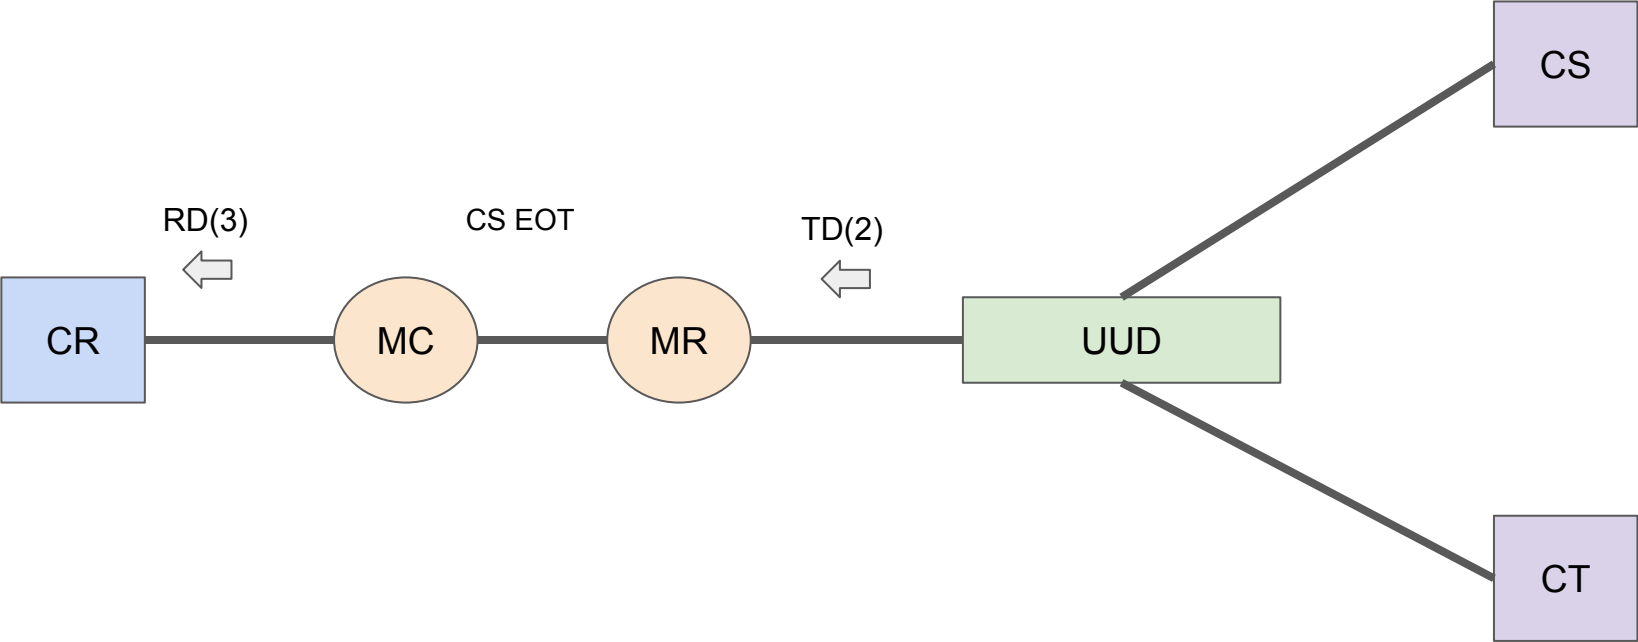 CS
RD(3)
CS EOT
TD(2)
CR
MC
MR
UUD
CT